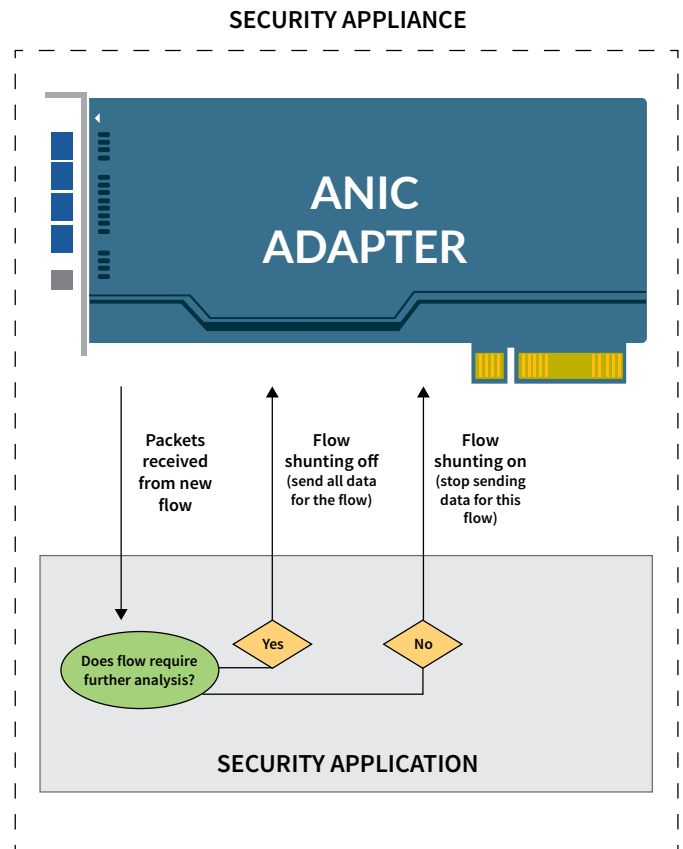 SECURITY APPLIANCE
ANIC
ADAPTER
Packets
received
from new
flow
Flow
shunting off
(send all data
for the flow)
Flow
shunting on
(stop sending
data for this
flow)
Does flow require
further analysis?
Yes
No
SECURITY APPLICATION